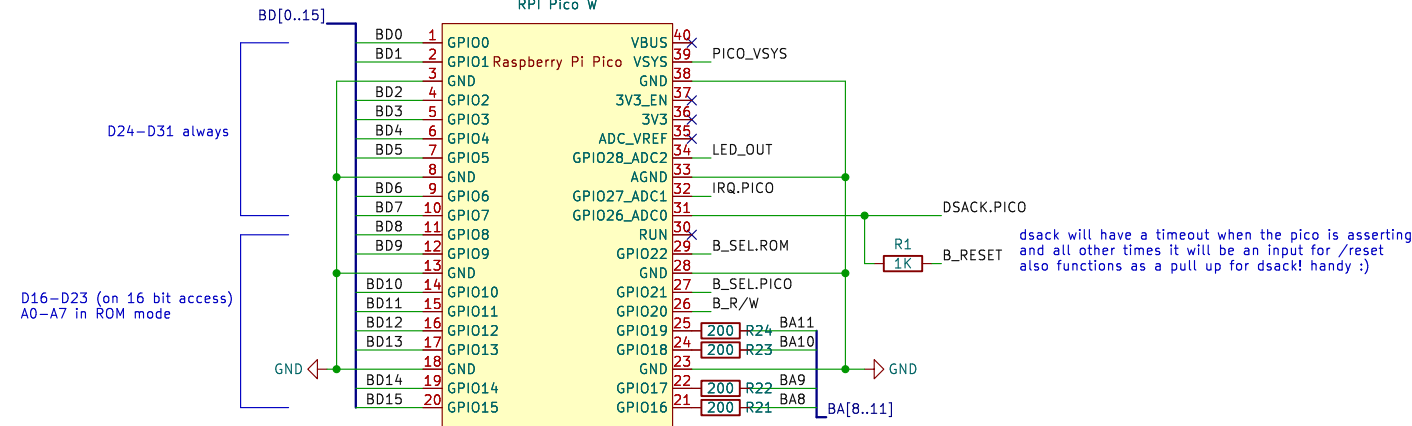 RPI Pico W
BD[0..15]
BD0 1 GPIO0 VBUS 40
BD1 2 GPIO1 Raspberry Pi Pico VSYS 39 PICO_VSYS
3 GND GND 38
BD2 4 GPIO2 3V3_EN 37
BD3 5 GPIO3 3V3 36
D24-D31 always
BD4 6 GPIO4 ADC_VREF 35
BD5 7 GPIO5 GPIO28_ADC2 34 LED_OUT
8 GND AGND 33
BD6 9 GPIO6 GPIO27_ADC1 32 IRQ.PICO
BD7 10 GPIO7 GPIO26_ADC0 31 DSACK.PICO
BD8 11 GPIO8 RUN 30
BD9 12 GPIO9 GPIO22 29 B_SEL.ROM
R1
1K
B_RESET
dsack will have a timeout when the pico is asserting
and all other times it will be an input for /reset
also functions as a pull up for dsack! handy :)
13 GND GND 28
BD10 14 GPIO10 GPIO21 27 B_SEL.PICO
D16-D23 (on 16 bit access)
A0-A7 in ROM mode
BD11 15 GPIO11 GPIO20 26 B_R/W
BD12 16 GPIO12 GPIO19 25 200 R24 BA11
BD13 17 GPIO13 GPIO18 24 200 R23 BA10
GND 18 GND GND 23 GND
BD14 19 GPIO14 GPIO17 22 200 R22 BA9
BD15 20 GPIO15 GPIO16 21 200 R21 BA8
BA[8..11]